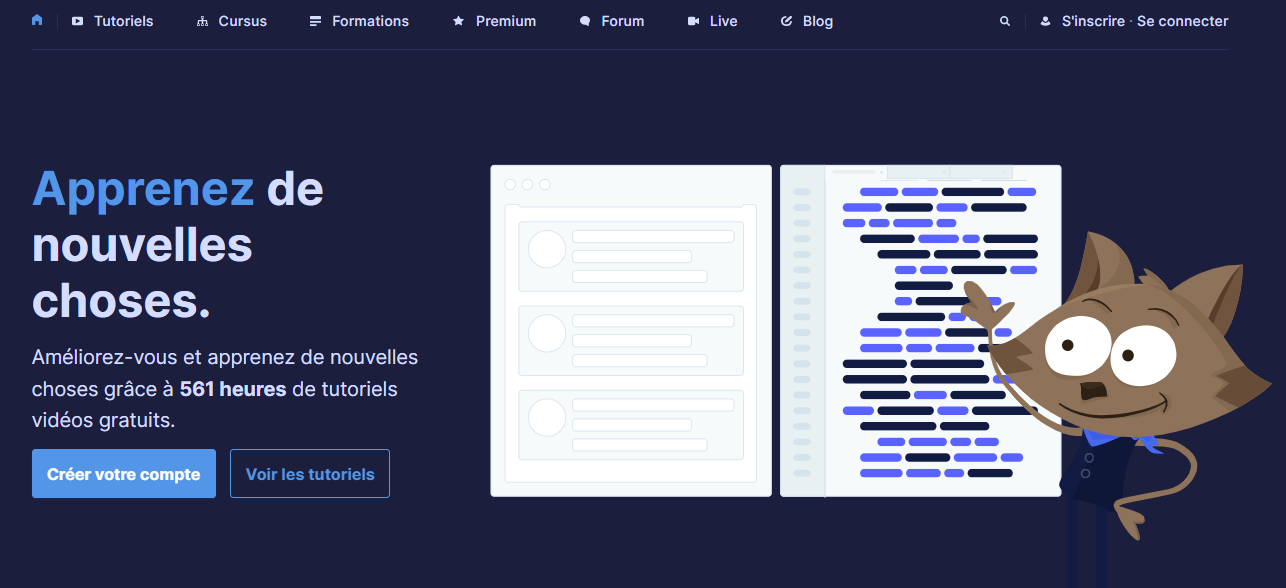 Tutoriels Cursus Formations Premium Forum Live Blog S'inscrire · Se connecter
Apprenez de
nouvelles
choses.
Améliorez-vous et apprenez de nouvelles
choses grâce à 561 heures de tutoriels
vidéos gratuits.
Créer votre compte Voir les tutoriels